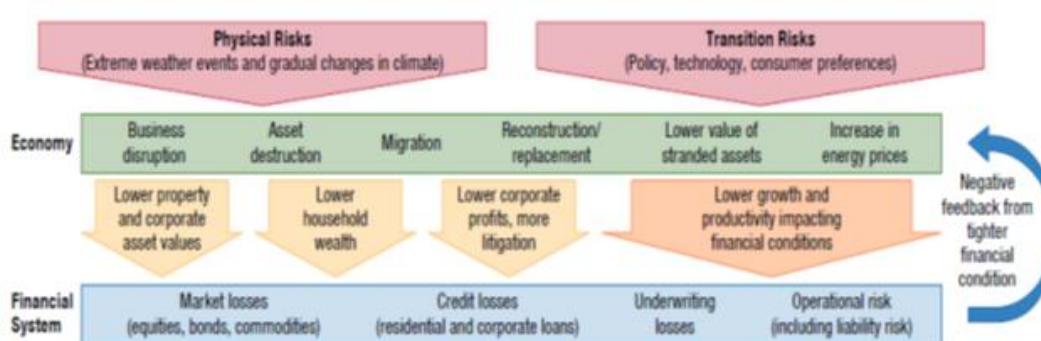 Physical Risks
(Extreme weather events and gradual changes in climate)
Transition Risks
(Policy, technology, consumer preferences)
Economy
Business
disruption
Asset
destruction
Migration
Reconstruction/
replacement
Lower value of
stranded assets
Increase in
energy prices
Lower property
and corporate
asset values
Lower
household
wealth
Lower corporate
profits, more
litigation
Lower growth and
productivity impacting
financial conditions
Negative
feedback from
tighter
financial
condition
Financial
System
Market losses
(equities, bonds, commodities)
Credit losses
(residential and corporate loans)
Underwriting
losses
Operational risk
(including liability risk)